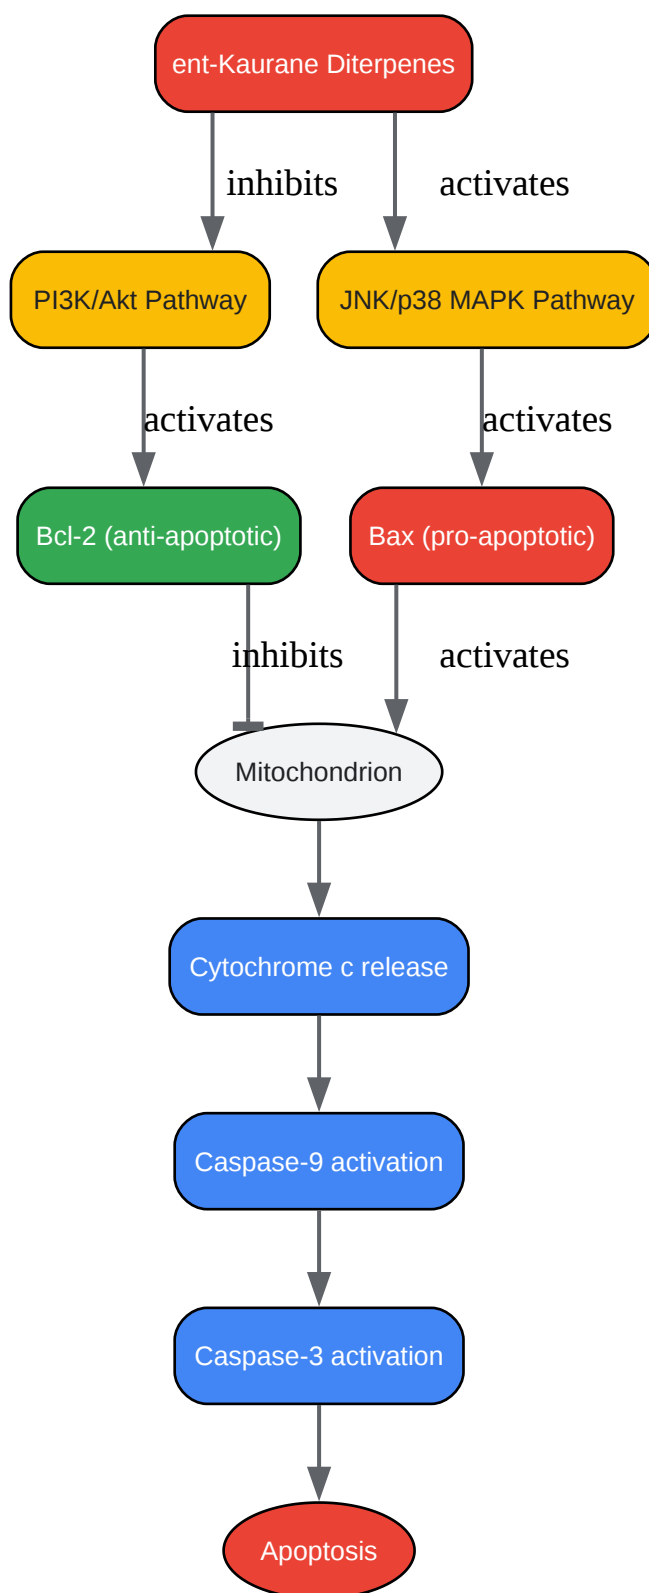 ent-Kaurane Diterpenes
inhibits
activates
PI3K/Akt Pathway
JNK/p38 MAPK Pathway
activates
activates
Bcl-2 (anti-apoptotic)
Bax (pro-apoptotic)
inhibits
activates
Mitochondrion
Cytochrome c release
Caspase-9 activation
Caspase-3 activation
Apoptosis